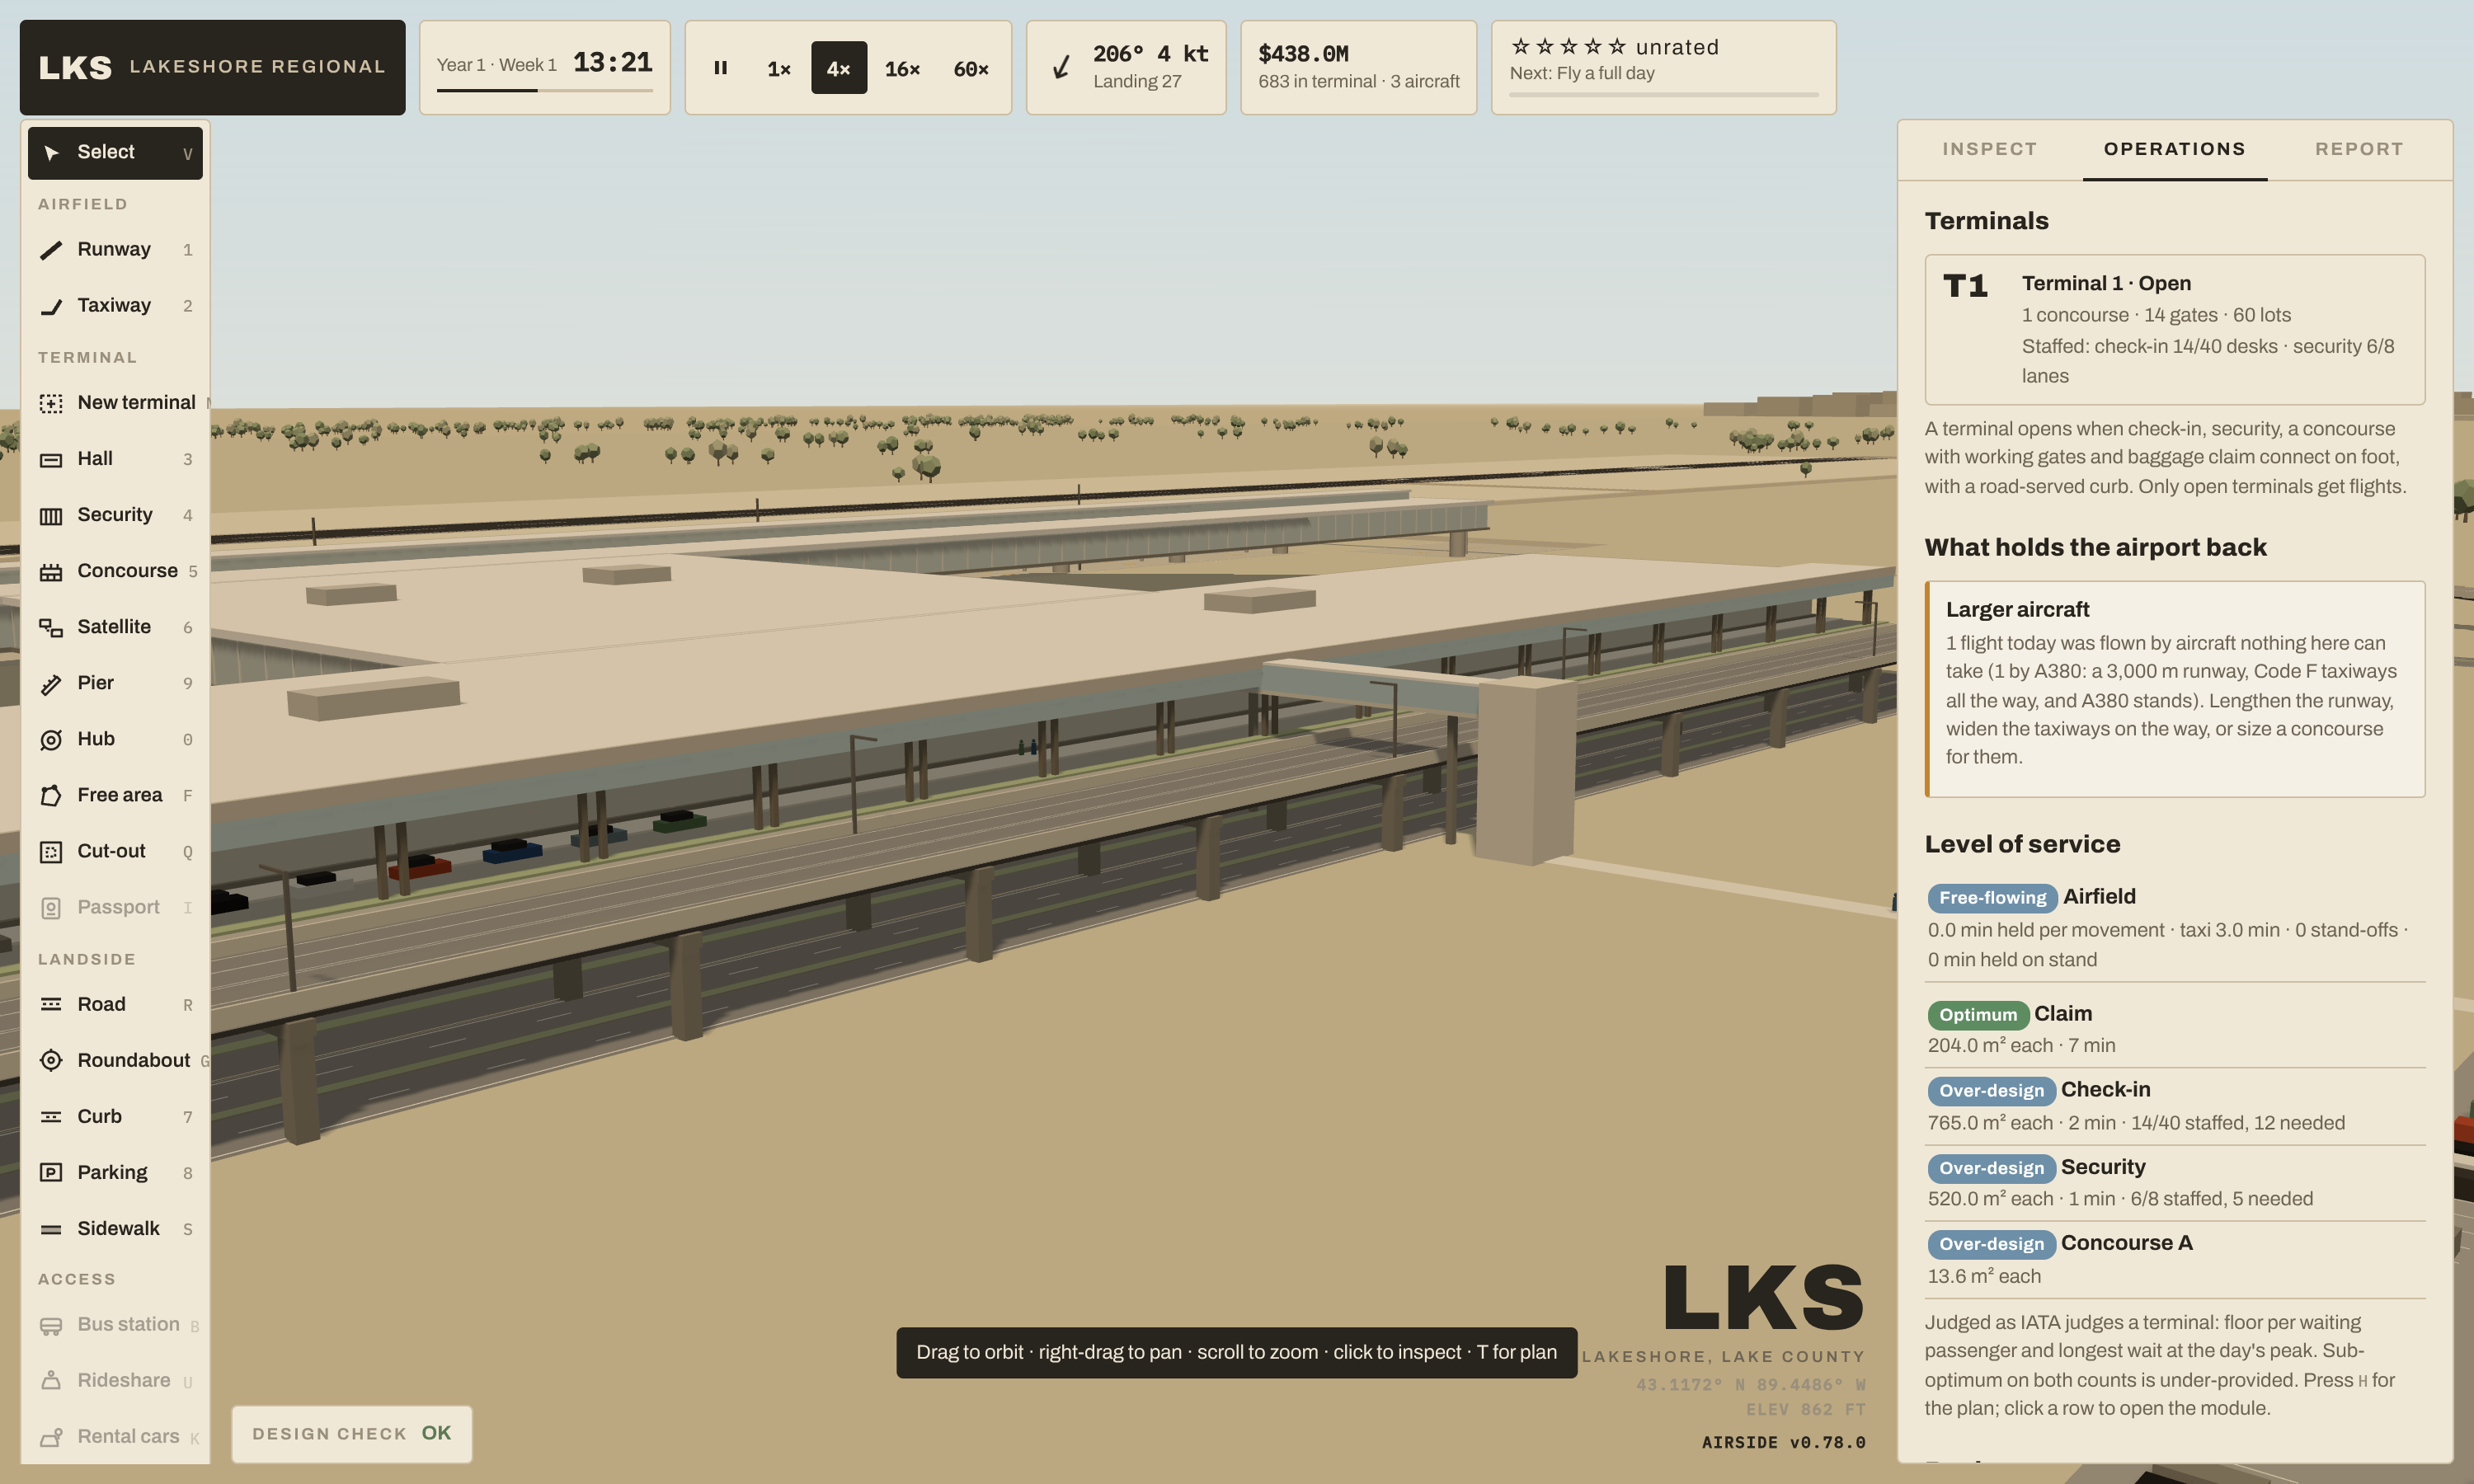 LKS LAKESHORE REGIONAL
Year 1 · Week 1 13:21
1× 4× 16× 60×
206° 4 kt
Landing 27
$438.0M
683 in terminal · 3 aircraft
☆☆☆☆☆ unrated
Next: Fly a full day
Select V
AIRFIELD
Runway 1
Taxiway 2
TERMINAL
New terminal
Hall 3
Security 4
Concourse 5
Satellite 6
Pier 9
Hub 0
Free area F
Cut-out Q
Passport I
LANDSIDE
Road R
Roundabout G
Curb 7
Parking 8
Sidewalk S
ACCESS
Bus station B
Rideshare U
Rental cars K
DESIGN CHECK OK
Drag to orbit · right-drag to pan · scroll to zoom · click to inspect · T for plan
LKS
LAKESHORE, LAKE COUNTY
43.1172° N 89.4486° W
ELEV 862 FT
AIRSIDE v0.78.0
INSPECT OPERATIONS REPORT
Terminals
T1 Terminal 1 · Open
1 concourse · 14 gates · 60 lots
Staffed: check-in 14/40 desks · security 6/8
lanes
A terminal opens when check-in, security, a concourse
with working gates and baggage claim connect on foot,
with a road-served curb. Only open terminals get flights.
What holds the airport back
Larger aircraft
1 flight today was flown by aircraft nothing here can
take (1 by A380: a 3,000 m runway, Code F taxiways
all the way, and A380 stands). Lengthen the runway,
widen the taxiways on the way, or size a concourse
for them.
Level of service
Free-flowing Airfield
0.0 min held per movement · taxi 3.0 min · 0 stand-offs ·
0 min held on stand
Optimum Claim
204.0 m² each · 7 min
Over-design Check-in
765.0 m² each · 2 min · 14/40 staffed, 12 needed
Over-design Security
520.0 m² each · 1 min · 6/8 staffed, 5 needed
Over-design Concourse A
13.6 m² each
Judged as IATA judges a terminal: floor per waiting
passenger and longest wait at the day's peak. Sub-
optimum on both counts is under-provided. Press H for
the plan; click a row to open the module.